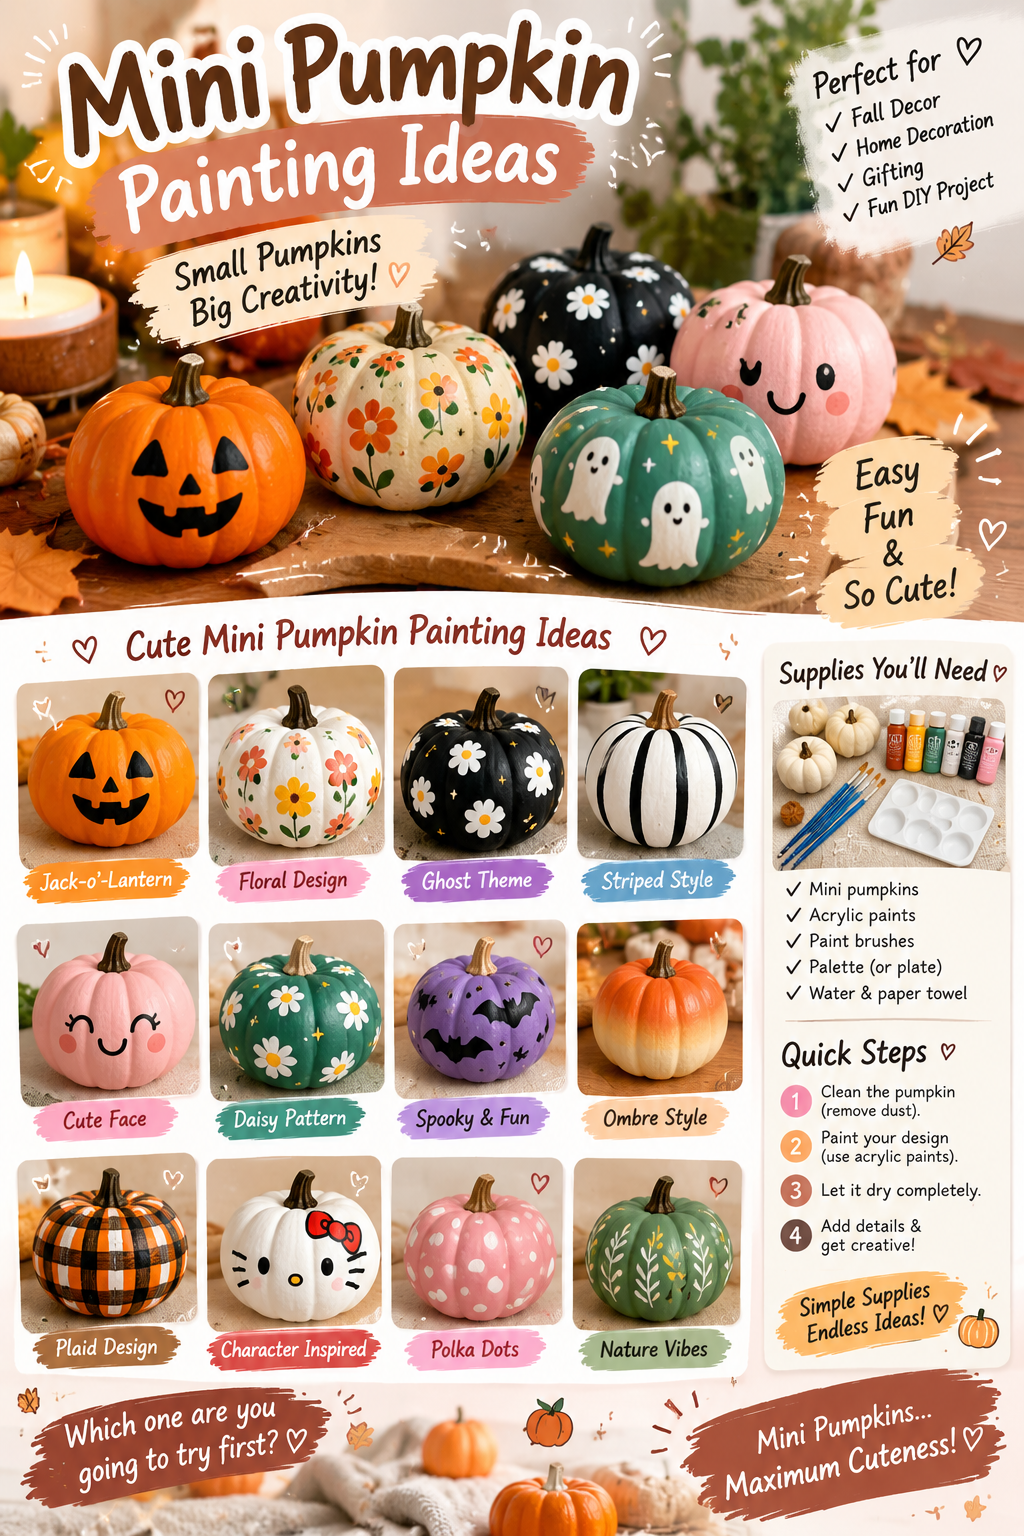 Mini Pumpkin
Painting Ideas
Small Pumpkins
Big Creativity!
Perfect for
✓ Fall Decor
✓ Home Decoration
✓ Gifting
✓ Fun DIY Project
Easy
Fun
&
So Cute!
Cute Mini Pumpkin Painting Ideas
Jack-o'-Lantern
Floral Design
Ghost Theme
Striped Style
Cute Face
Daisy Pattern
Spooky & Fun
Ombre Style
Plaid Design
Character Inspired
Polka Dots
Nature Vibes
Supplies You'll Need
✓ Mini pumpkins
✓ Acrylic paints
✓ Paint brushes
✓ Palette (or plate)
✓ Water & paper towel
Quick Steps
1 Clean the pumpkin
(remove dust).
2 Paint your design
(use acrylic paints).
3 Let it dry completely.
4 Add details &
get creative!
Simple Supplies
Endless Ideas!
Which one are you
going to try first?
Mini Pumpkins...
Maximum Cuteness!